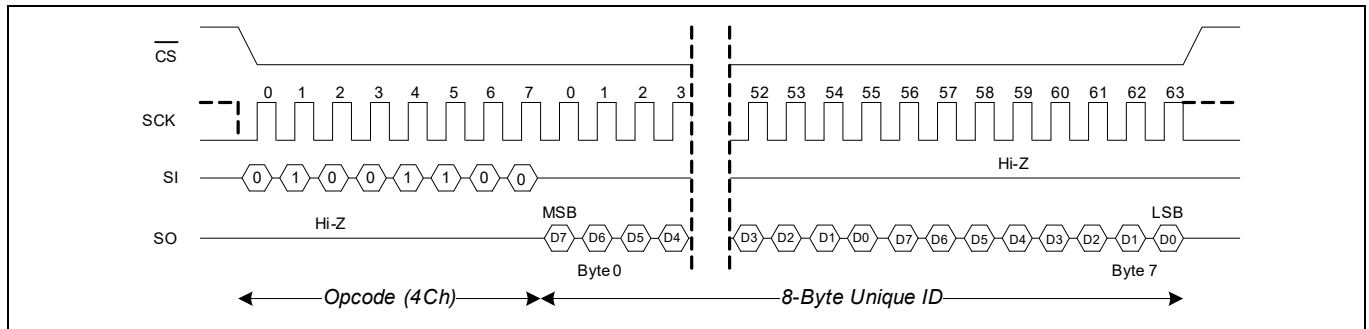 CS
0 1 2 3 4 5 6 7 0 1 2 3 52 53 54 55 56 57 58 59 60 61 62 63
SCK
Hi-Z
SI 0 1 0 0 1 1 0 0
Hi-Z MSB LSB
SO D7 D6 D5 D4 D3 D2 D1 D0 D7 D6 D5 D4 D3 D2 D1 D0
Byte 0 Byte 7
Opcode (4Ch) 8-Byte Unique ID